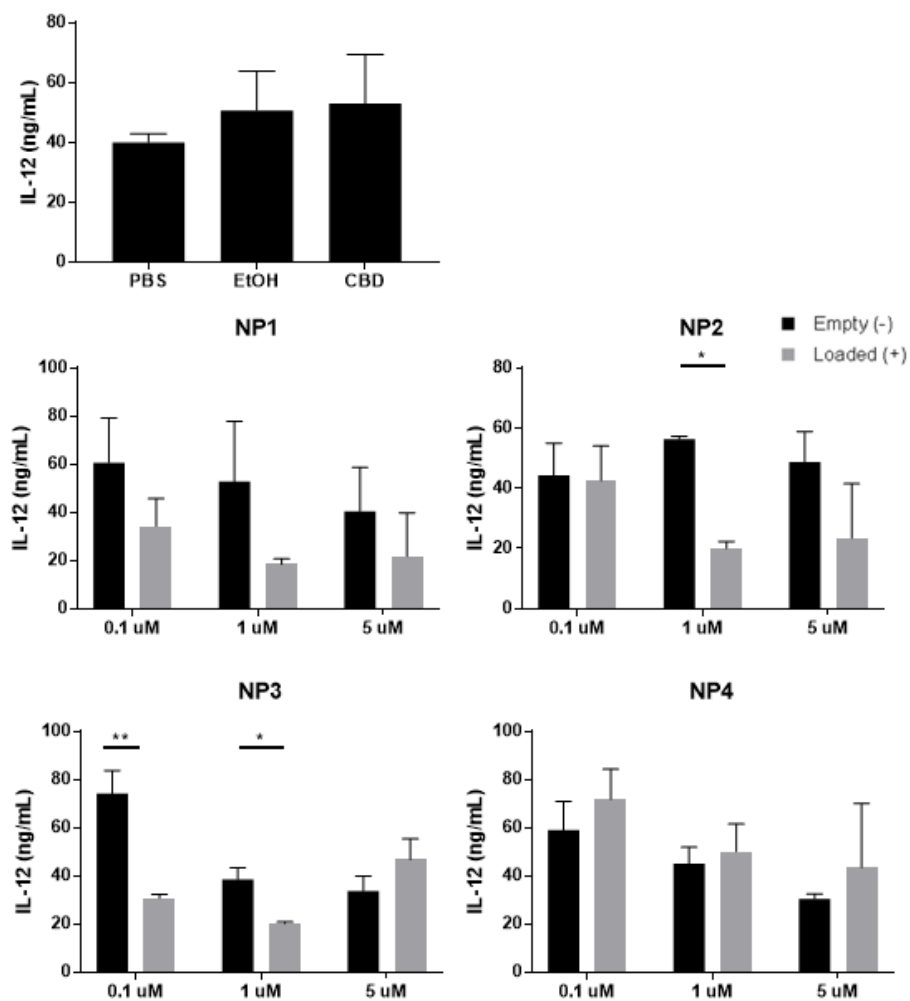 80
60
40
20
0
IL-12 (ng/mL)
PBS EtOH CBD
NP1
100
80
60
40
20
0
IL-12 (ng/mL)
0.1 uM 1 uM 5 uM
NP2
Empty (-)
Loaded (+)
*
80
60
40
20
0
IL-12 (ng/mL)
0.1 uM 1 uM 5 uM
NP3
** *
100
80
60
40
20
0
IL-12 (ng/mL)
0.1 uM 1 uM 5 uM
NP4
100
80
60
40
20
0
IL-12 (ng/mL)
0.1 uM 1 uM 5 uM